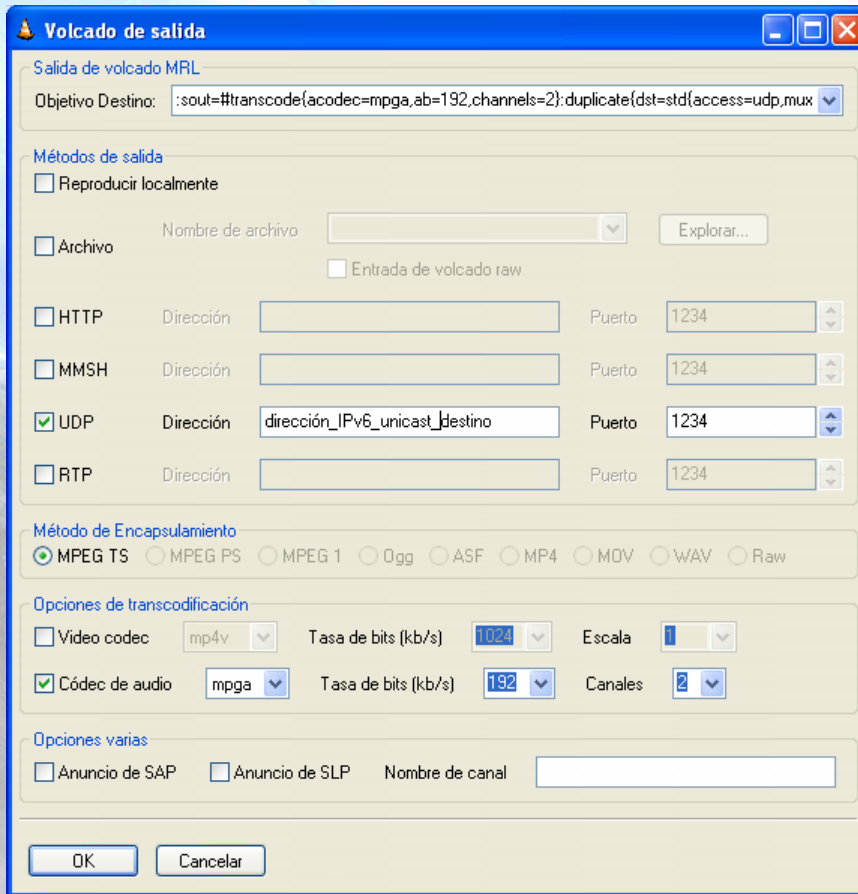 Volcado de salida
Salida de volcado MRL
Objetivo Destino: :sout=#transcode{acodec=mpga,ab=192,channels=2}:duplicate{dst=std{access=udp,mux
Métodos de salida
Reproducir localmente
Archivo Nombre de archivo Explorar...
Entrada de volcado raw
HTTP Dirección Puerto 1234
MMSH Dirección Puerto 1234
UDP Dirección dirección_IPv6_unicast_destino Puerto 1234
RTP Dirección Puerto 1234
Método de Encapsulamiento
MPEG TS MPEG PS MPEG 1 Ogg ASF MP4 MOV WAV Raw
Opciones de transcodificación
Video codec mp4v Tasa de bits (kb/s) 1024 Escala 1
Códec de audio mpga Tasa de bits (kb/s) 192 Canales 2
Opciones varias
Anuncio de SAP Anuncio de SLP Nombre de canal
OK Cancelar